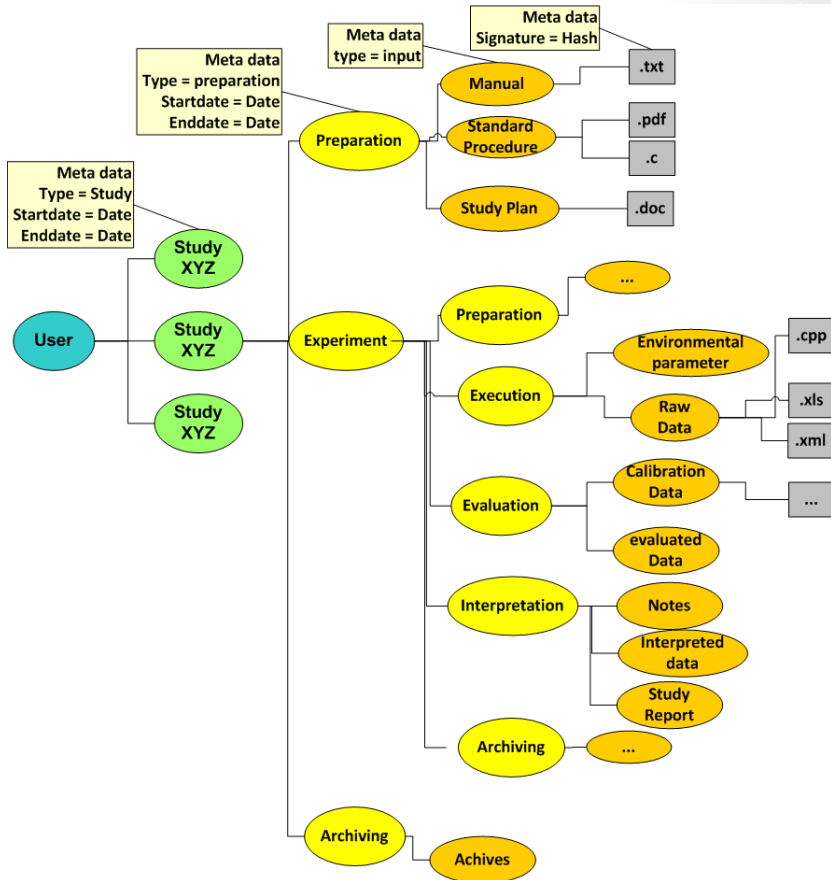 Meta data
Signature = Hash
Meta data
type = input
Meta data
Type = preparation
Startdate = Date
Enddate = Date
Manual
.txt
Standard
Procedure
.pdf
.c
Preparation
Study Plan
.doc
Meta data
Type = Study
Startdate = Date
Enddate = Date
Study
XYZ
...
Preparation
User
Study
XYZ
Experiment
Environmental
parameter
.cpp
Execution
Raw
Data
.xls
.xml
Study
XYZ
Calibration
Data
...
Evaluation
evaluated
Data
Interpretation
Notes
Interpreted
data
Study
Report
Archiving
...
Archiving
Achives